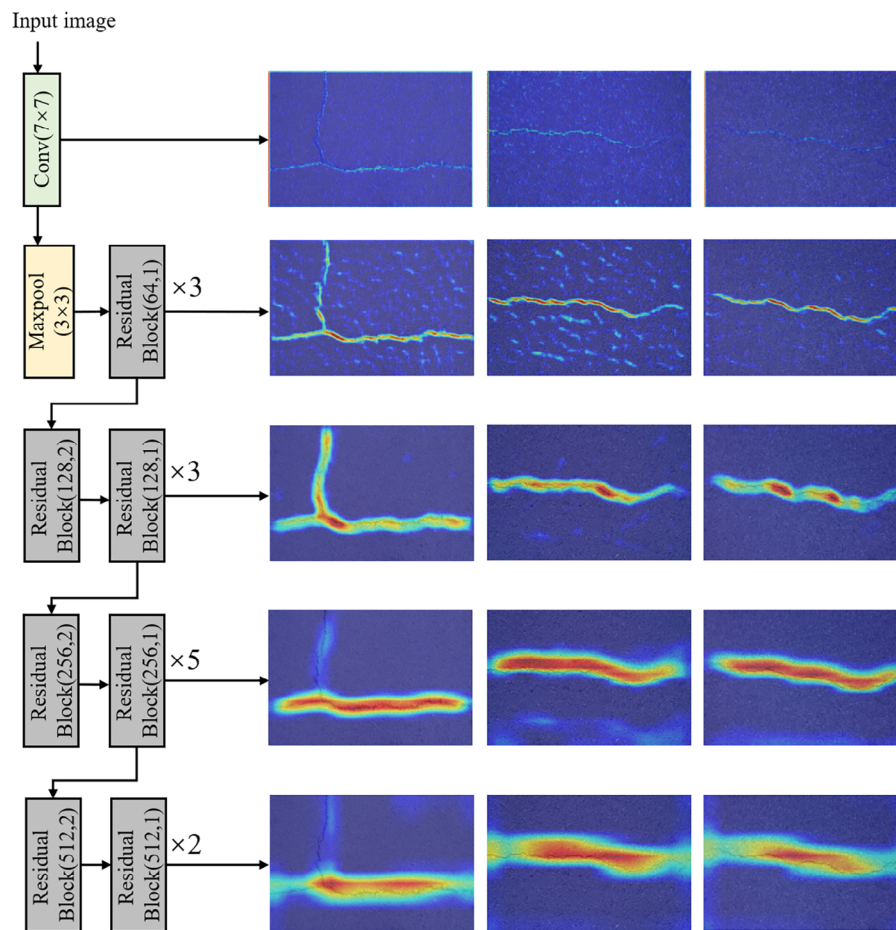 Input image
Conv(7×7)
Maxpool
(3×3)
Residual
Block(64,1)
×3
Residual
Block(128,2)
Residual
Block(128,1)
×3
Residual
Block(256,2)
Residual
Block(256,1)
×5
Residual
Block(512,2)
Residual
Block(512,1)
×2